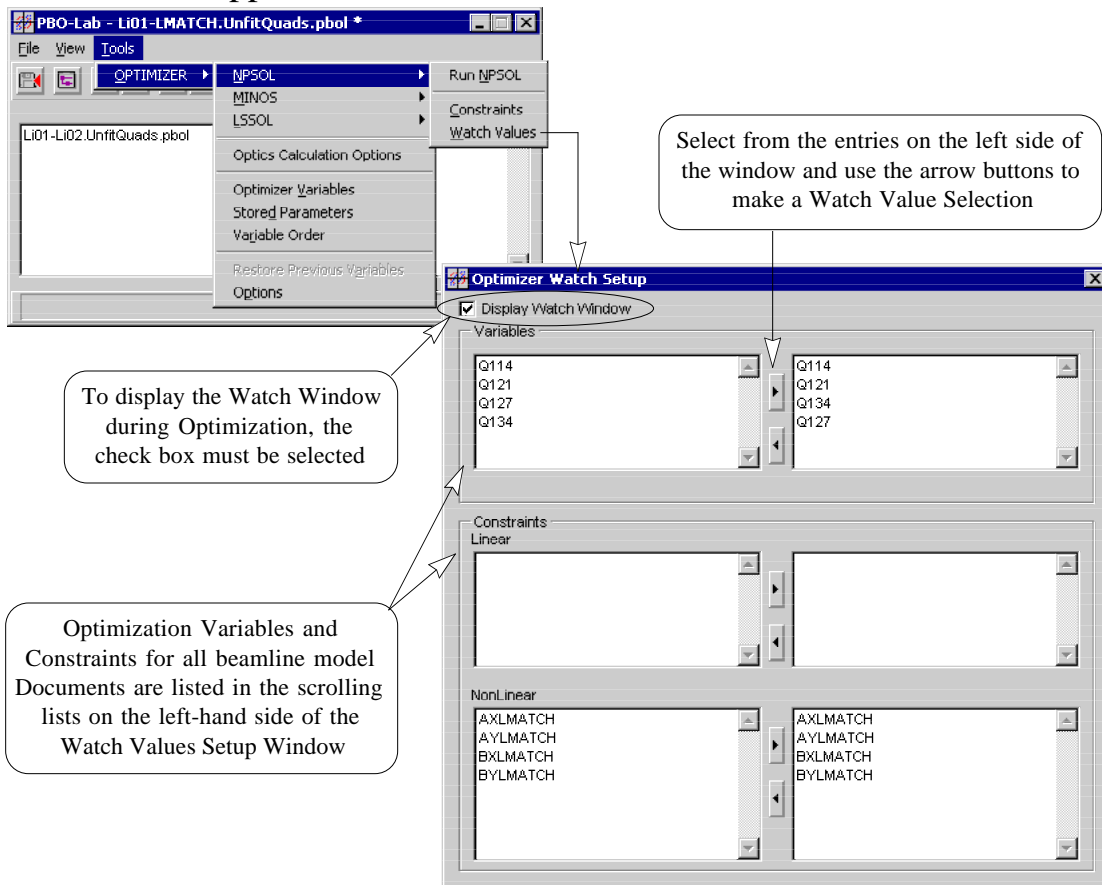 PBO-Lab - Li01-LMATCH.UnfitQuads.pbol *
File View Tools
OPTIMIZER
NPSOL
MINOS
LSSOL
Optics Calculation Options
Optimizer Variables
Stored Parameters
Variable Order
Restore Previous Variables
Options
Run NPSOL
Constraints
Watch Values
Li01-Li02.UnfitQuads.pbol
Select from the entries on the left side of
the window and use the arrow buttons to
make a Watch Value Selection
Optimizer Watch Setup
Display Watch Window
Variables
Q114
Q121
Q127
Q134
Q114
Q121
Q134
Q127
To display the Watch Window
during Optimization, the
check box must be selected
Constraints
Linear
Optimization Variables and
Constraints for all beamline model
Documents are listed in the scrolling
lists on the left-hand side of the
Watch Values Setup Window
NonLinear
AXLMATCH
AYLMATCH
BXLMATCH
BYLMATCH
AXLMATCH
AYLMATCH
BXLMATCH
BYLMATCH